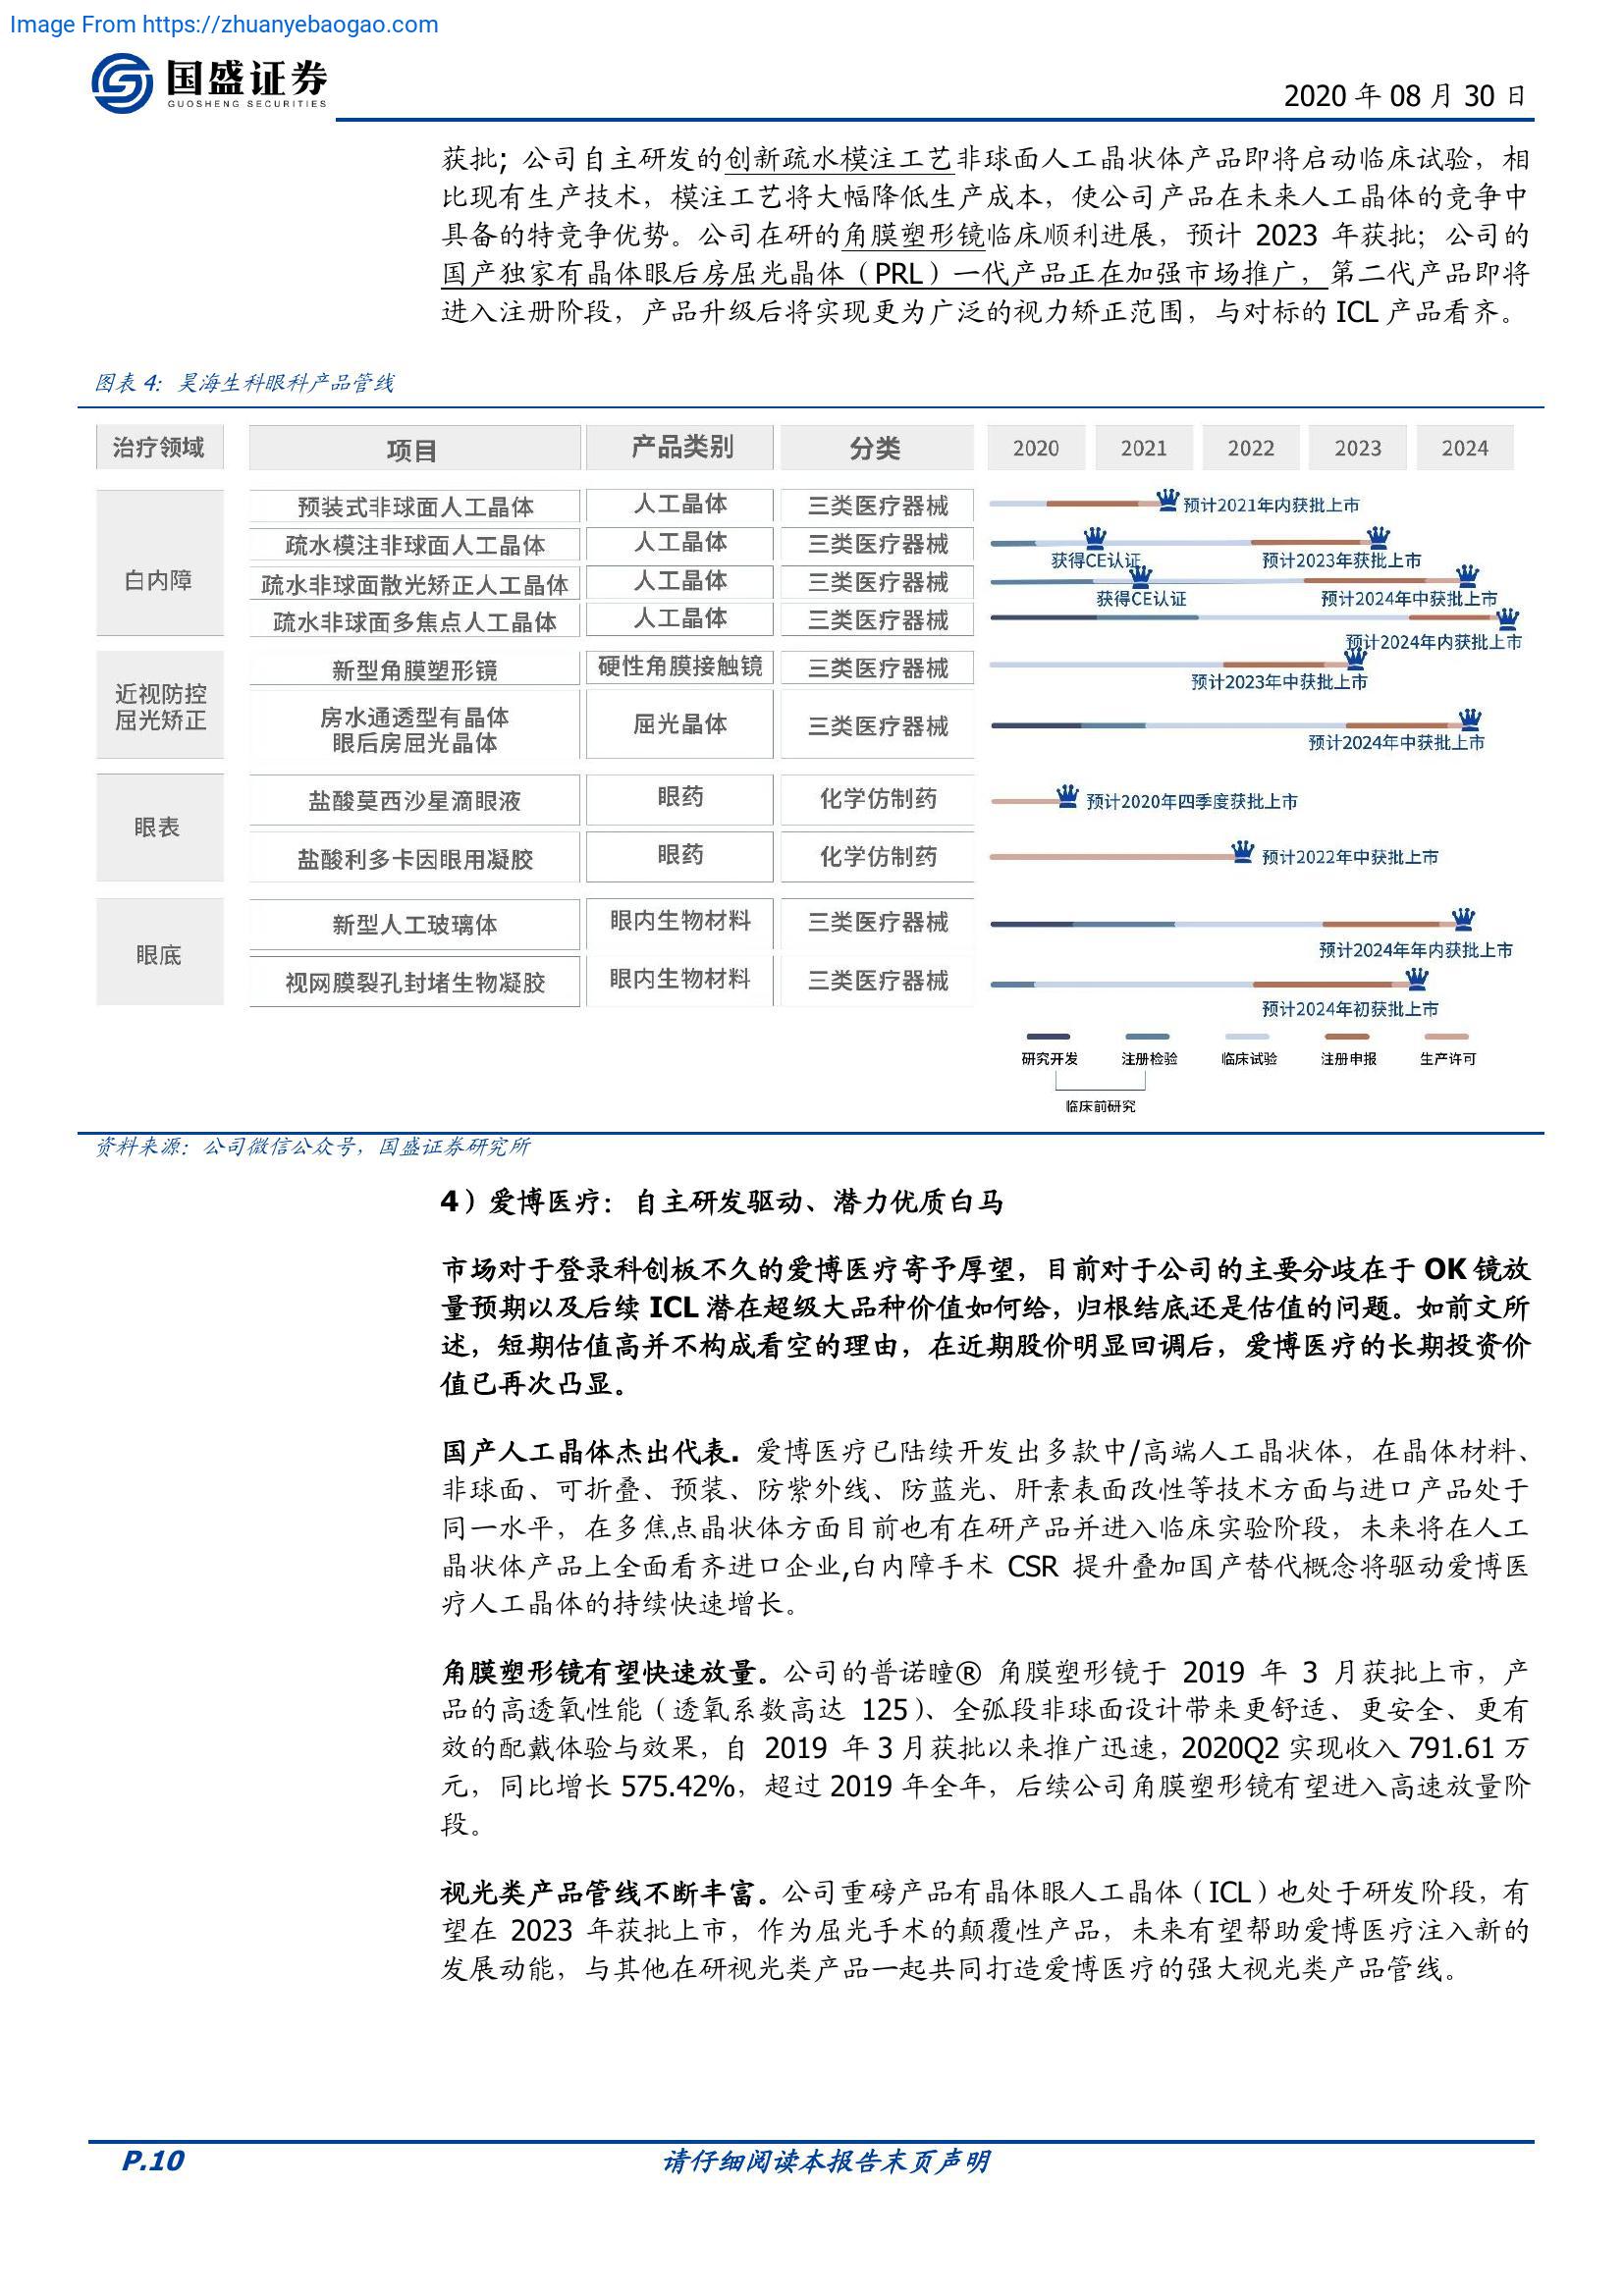 Image From https://zhuanyebaogao.com
国盛证券
GUOSHENG SECURITIES
2020 年 08 月 30 日
获批；公司自主研发的创新疏水模注工艺非球面人工晶状体产品即将启动临床试验，相
比现有生产技术，模注工艺将大幅降低生产成本，使公司产品在未来人工晶体的竞争中
具备的特竞争优势。公司在研的角膜塑形镜临床顺利进展，预计 2023 年获批；公司的
国产独家有晶体眼后房屈光晶体（PRL）一代产品正在加强市场推广，第二代产品即将
进入注册阶段，产品升级后将实现更为广泛的视力矫正范围，与对标的 ICL 产品看齐。
图表 4：昊海生科眼科产品管线
治疗领域 项目 产品类别 分类 2020 2021 2022 2023 2024
白内障
预装式非球面人工晶体 人工晶体 三类医疗器械 预计2021年内获批上市
疏水模注非球面人工晶体 人工晶体 三类医疗器械
获得CE认证 预计2023年获批上市
疏水非球面散光矫正人工晶体 人工晶体 三类医疗器械
获得CE认证 预计2024年中获批上市
疏水非球面多焦点人工晶体 人工晶体 三类医疗器械
预计2024年内获批上市
近视防控
屈光矫正
新型角膜塑形镜 硬性角膜接触镜 三类医疗器械
预计2023年中获批上市
房水通透型有晶体
眼后房屈光晶体
屈光晶体 三类医疗器械
预计2024年中获批上市
眼表
盐酸莫西沙星滴眼液 眼药 化学仿制药 预计2020年四季度获批上市
盐酸利多卡因眼用凝胶 眼药 化学仿制药 预计2022年中获批上市
眼底
新型人工玻璃体 眼内生物材料 三类医疗器械
预计2024年年内获批上市
视网膜裂孔封堵生物凝胶 眼内生物材料 三类医疗器械
预计2024年初获批上市
研究开发 注册检验 临床试验 注册申报 生产许可
临床前研究
资料来源：公司微信公众号，国盛证券研究所
4）爱博医疗：自主研发驱动、潜力优质白马
市场对于登录科创板不久的爱博医疗寄予厚望，目前对于公司的主要分歧在于 OK 镜放
量预期以及后续 ICL 潜在超级大品种价值如何给，归根结底还是估值的问题。如前文所
述，短期估值高并不构成看空的理由，在近期股价明显回调后，爱博医疗的长期投资价
值已再次凸显。
国产人工晶体杰出代表. 爱博医疗已陆续开发出多款中/高端人工晶状体，在晶体材料、
非球面、可折叠、预装、防紫外线、防蓝光、肝素表面改性等技术方面与进口产品处于
同一水平，在多焦点晶状体方面目前也有在研产品并进入临床实验阶段，未来将在人工
晶状体产品上全面看齐进口企业,白内障手术 CSR 提升叠加国产替代概念将驱动爱博医
疗人工晶体的持续快速增长。
角膜塑形镜有望快速放量。公司的普诺瞳® 角膜塑形镜于 2019 年 3 月获批上市，产
品的高透氧性能（透氧系数高达 125）、全弧段非球面设计带来更舒适、更安全、更有
效的配戴体验与效果，自 2019 年 3 月获批以来推广迅速，2020Q2 实现收入 791.61 万
元，同比增长 575.42%，超过 2019 年全年，后续公司角膜塑形镜有望进入高速放量阶
段。
视光类产品管线不断丰富。公司重磅产品有晶体眼人工晶体（ICL）也处于研发阶段，有
望在 2023 年获批上市，作为屈光手术的颠覆性产品，未来有望帮助爱博医疗注入新的
发展动能，与其他在研视光类产品一起共同打造爱博医疗的强大视光类产品管线。
P.10
请仔细阅读本报告末页声明